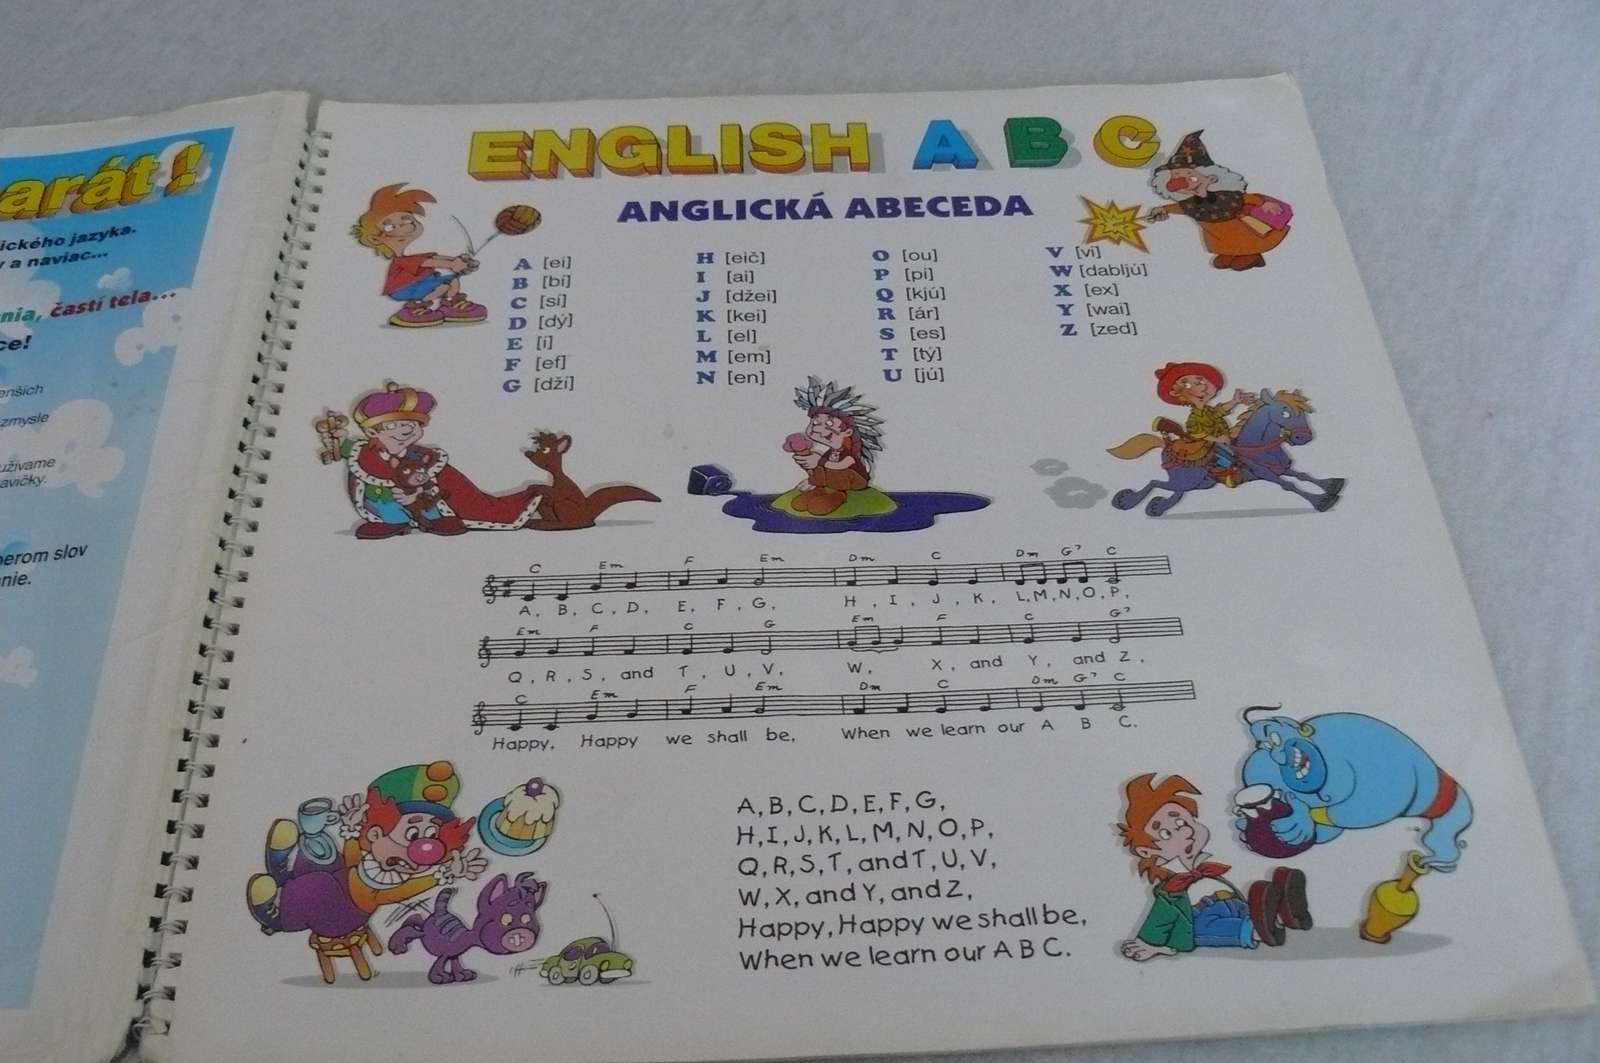 arát!
ického jazyka.
y a naviac...
nia, častí tela...
ce!
enších
zmysle
užívame
avičky.
erom slov
nie.
ENGLISH A B C
ANGLICKÁ ABECEDA
A [ei]
B [bí]
C [sí]
D [dý]
E [í]
F [ef]
G [dží]
H [eič]
I [ai]
J [džei]
K [kei]
L [el]
M [em]
N [en]
O [ou]
P [pí]
Q [kjú]
R [ár]
S [es]
T [tý]
U [jú]
V [ví]
W [dabljú]
X [ex]
Y [wai]
Z [zed]
C Em F Em Dm C Dm G7 C
A, B, C, D, E, F, G, H, I, J, K, L, M, N, O, P,
Em F C G Em F C G7
Q, R, S, and T, U, V, W, X, and Y, and Z,
C Em F Em Dm C Dm G7 C
Happy, Happy we shall be, When we learn our A B C.
A, B, C, D, E, F, G,
H, I, J, K, L, M, N, O, P,
Q, R, S, T, and T, U, V,
W, X, and Y, and Z,
Happy, Happy we shall be,
When we learn our A B C.